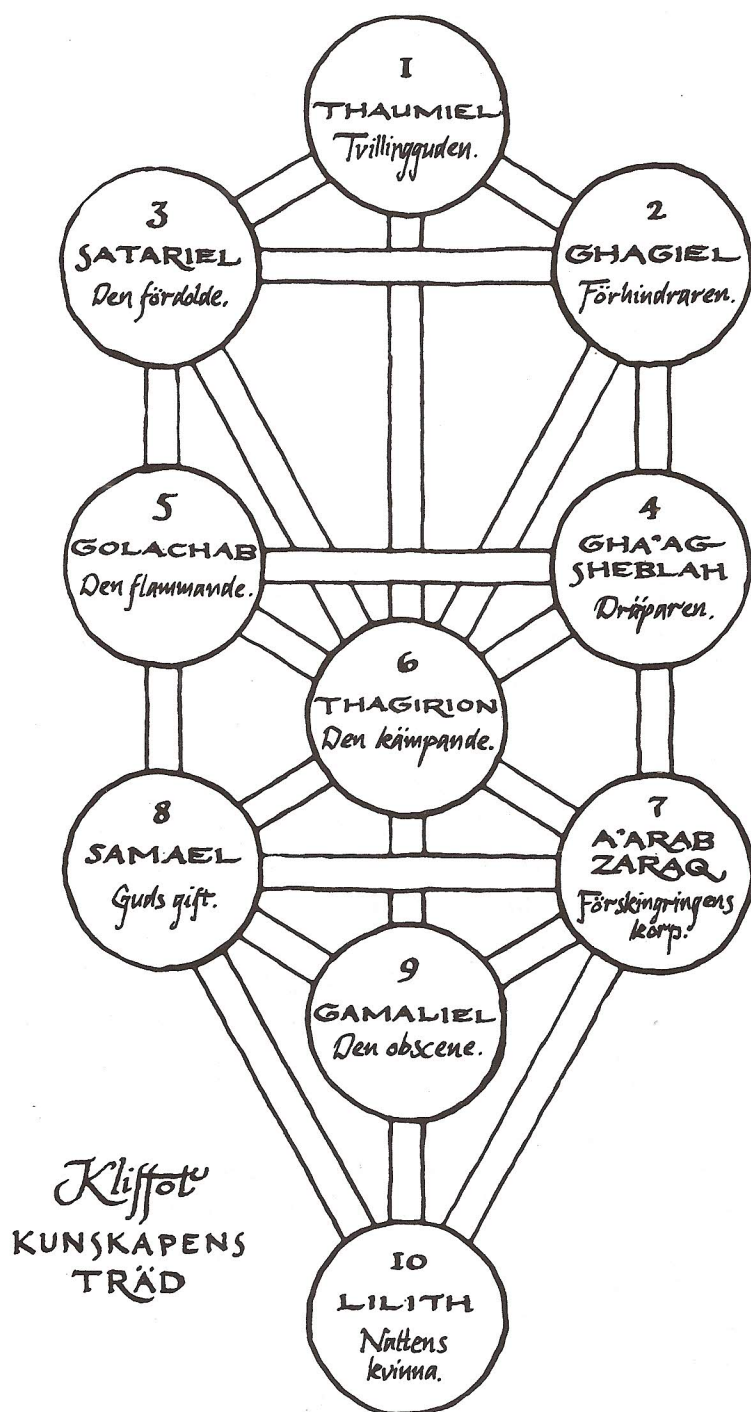 1
THAUMIEL
Tvillingguden.
3
SATARIEL
Den fördolde.
2
GHAGIEL
Förhindraren.
5
GOLACHAB
Den flammande.
4
GHA'AG-
SHEBLAH
Dräparen.
6
THAGIRION
Den kämpande.
8
SAMAEL
Guds gift.
7
A'ARAB
ZARAQ
Förskingringens
korp.
9
GAMALIEL
Den obscene.
Kliffot
KUNSKAPENS
TRÄD
10
LILITH
Nattens
kvinna.